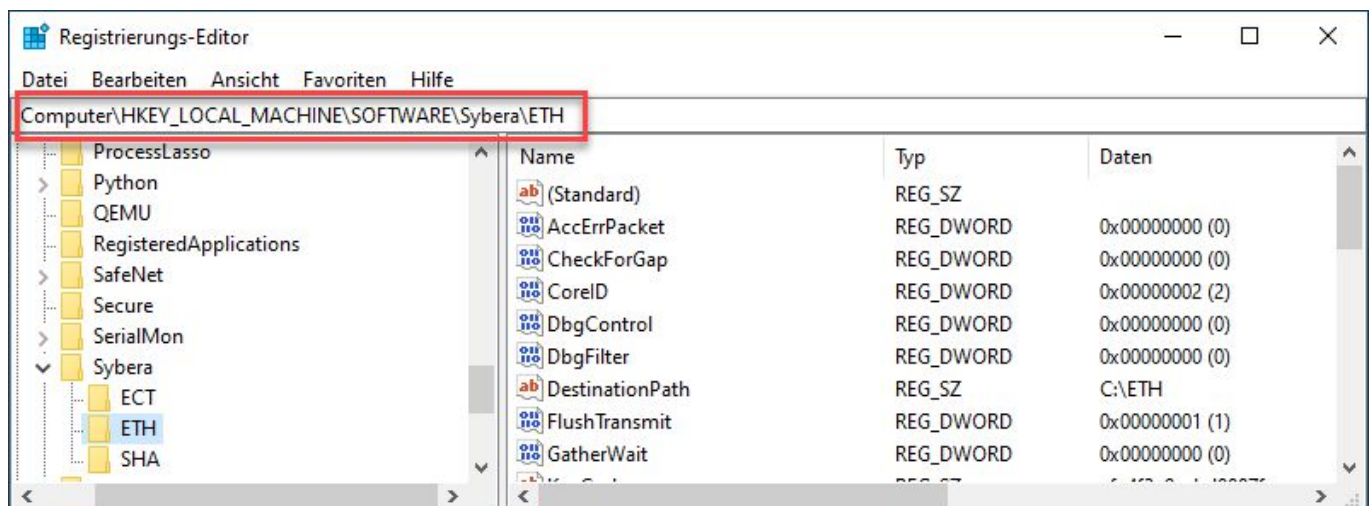 Registrierungs-Editor
Datei Bearbeiten Ansicht Favoriten Hilfe
Computer\HKEY_LOCAL_MACHINE\SOFTWARE\Sybera\ETH
ProcessLasso
Python
QEMU
RegisteredApplications
SafeNet
Secure
SerialMon
Sybera
ECT
ETH
SHA
Name Typ Daten
(Standard) REG_SZ
AccErrPacket REG_DWORD 0x00000000 (0)
CheckForGap REG_DWORD 0x00000000 (0)
CoreID REG_DWORD 0x00000002 (2)
DbgControl REG_DWORD 0x00000000 (0)
DbgFilter REG_DWORD 0x00000000 (0)
DestinationPath REG_SZ C:\ETH
FlushTransmit REG_DWORD 0x00000001 (1)
GatherWait REG_DWORD 0x00000000 (0)